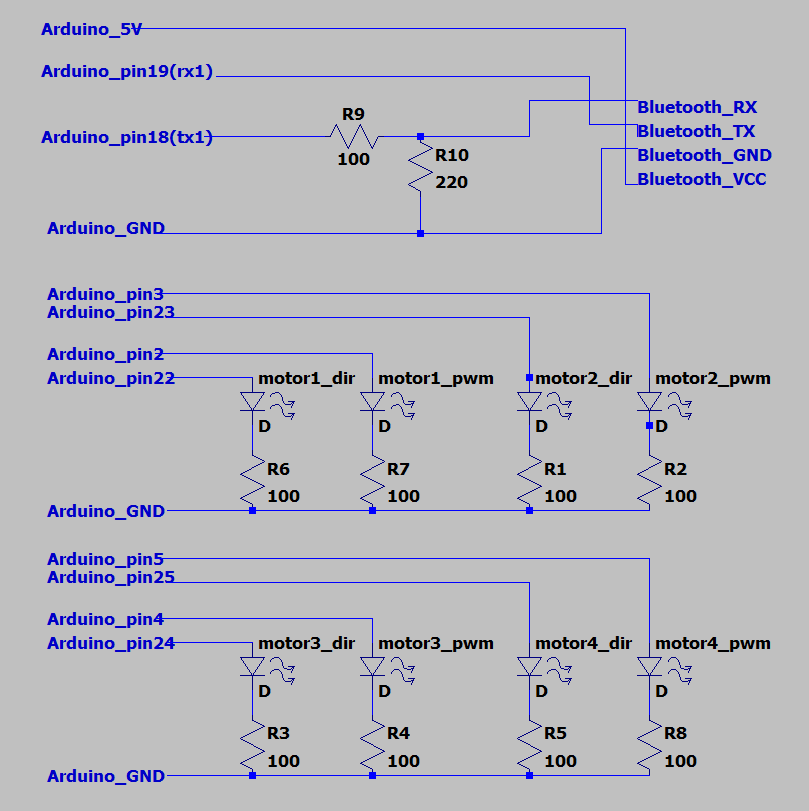 Arduino_5V
Arduino_pin19(rx1)
Bluetooth_RX
R9
Bluetooth_TX
Arduino_pin18(tx1)
100
R10
Bluetooth_GND
220
Bluetooth_VCC
Arduino_GND
Arduino_pin3
Arduino_pin23
Arduino_pin2
Arduino_pin22
motor1_dir
motor1_pwm
motor2_dir
motor2_pwm
D
D
D
D
R6
R7
R1
R2
100
100
100
100
Arduino_GND
Arduino_pin5
Arduino_pin25
Arduino_pin4
Arduino_pin24
motor3_dir
motor3_pwm
motor4_dir
motor4_pwm
D
D
D
D
R3
R4
R5
R8
100
100
100
100
Arduino_GND